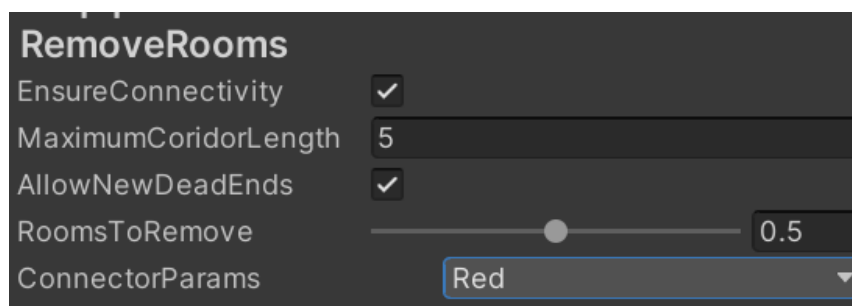 RemoveRooms
EnsureConnectivity
MaximumCoridorLength 5
AllowNewDeadEnds
RoomsToRemove 0.5
ConnectorParams Red